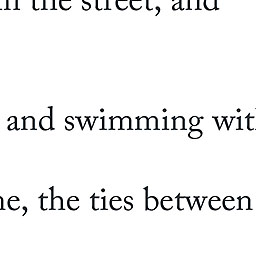 the street, and
and swimming
the ties between